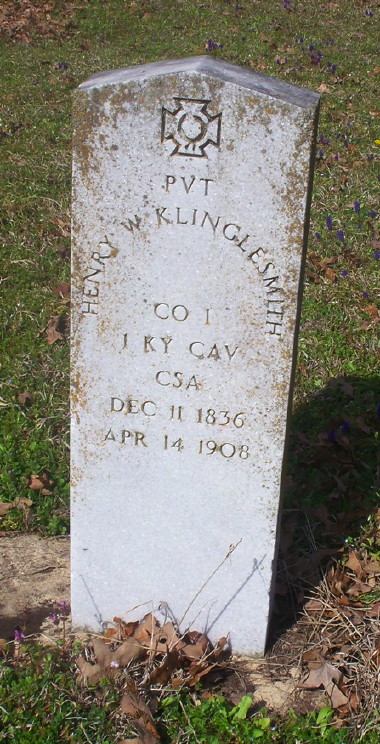 PVT
HENRY W KLINGLESMITH
CO I
1 KY CAV
CSA
DEC 11 1836
APR 14 1908